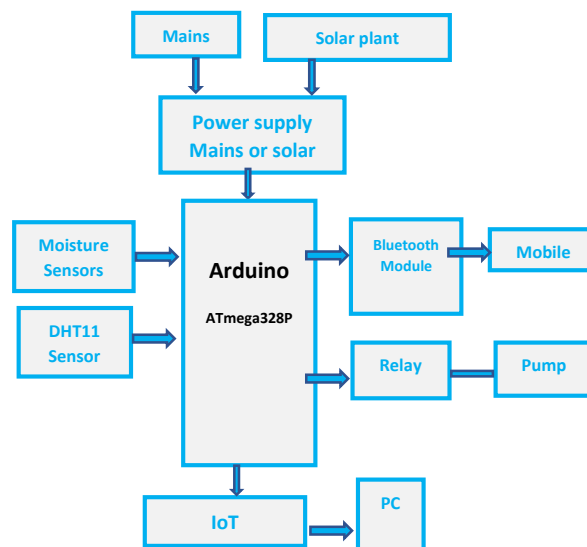 Mains
Solar plant
Power supply
Mains or solar
Moisture
Sensors
Arduino
ATmega328P
Bluetooth
Module
Mobile
DHT11
Sensor
Relay
Pump
IoT
PC